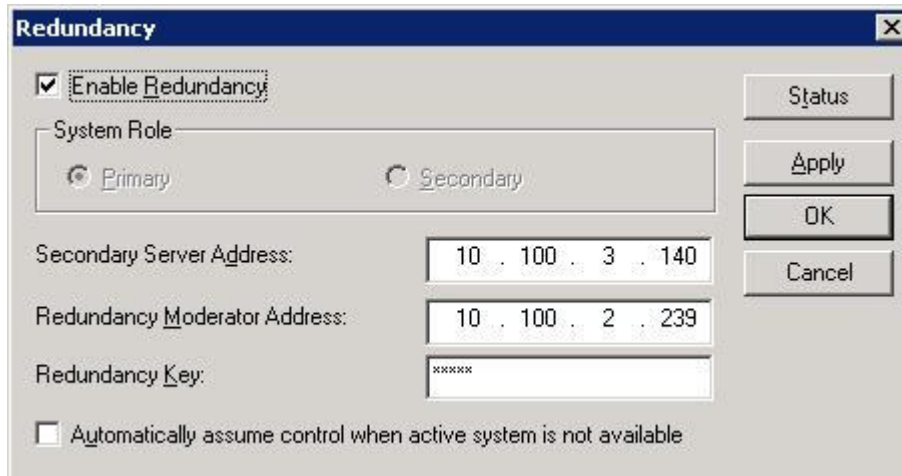 Redundancy
Enable Redundancy
Status
System Role
Primary
Secondary
Apply
OK
Secondary Server Address:
10 . 100 . 3 . 140
Cancel
Redundancy Moderator Address:
10 . 100 . 2 . 239
Redundancy Key:
*****
Automatically assume control when active system is not available